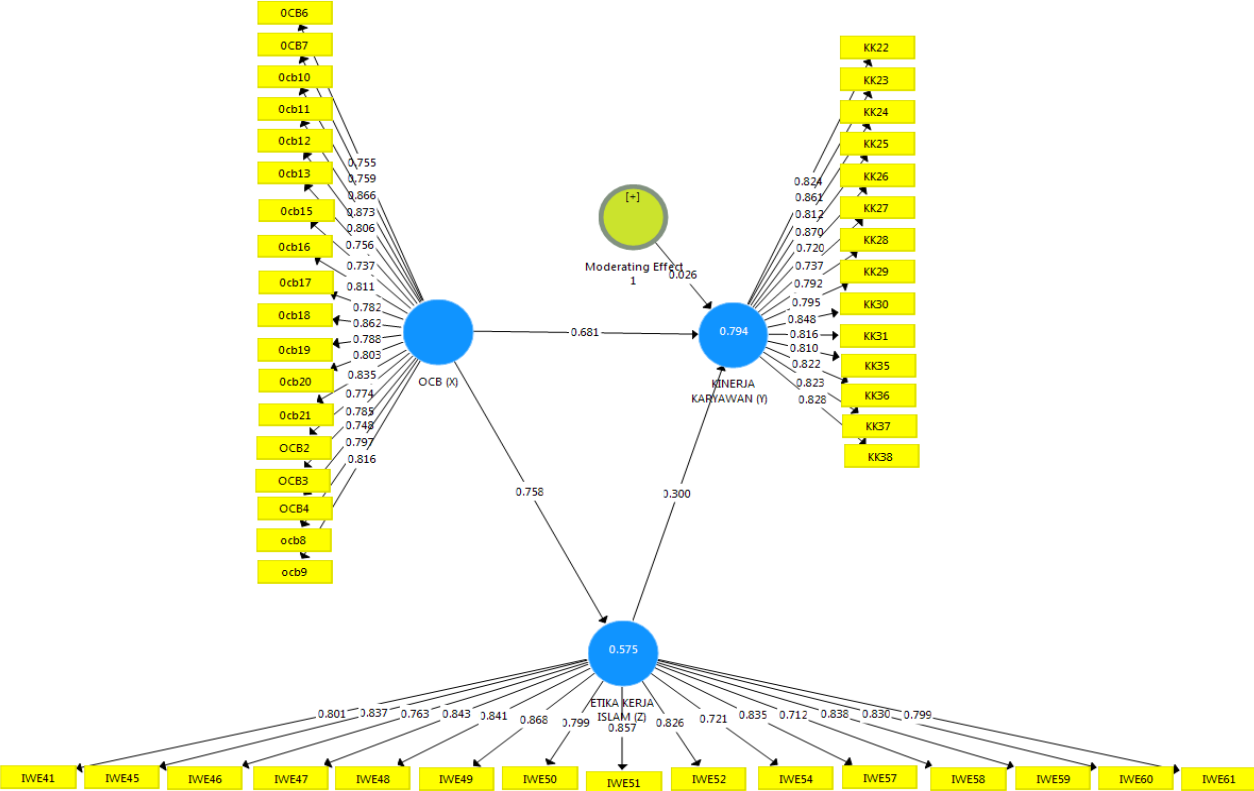 0CB6
0CB7
0cb10
0cb11
0cb12
0cb13
0cb15
0cb16
0cb17
0cb18
0cb19
0cb20
0cb21
OCB2
OCB3
OCB4
ocb8
ocb9
0.755
0.759
0.866
0.873
0.806
0.756
0.737
0.811
0.782
0.862
0.788
0.803
0.835
0.774
0.785
0.748
0.797
0.816
OCB (X)
0.681
0.758
[+]
Moderating Effect
1
0.026
0.794
KINERJA
KARYAWAN (Y)
0.300
0.824
0.861
0.812
0.870
0.720
0.737
0.792
0.795
0.848
0.816
0.810
0.822
0.823
0.828
KK22
KK23
KK24
KK25
KK26
KK27
KK28
KK29
KK30
KK31
KK35
KK36
KK37
KK38
0.575
ETIKA KERJA
ISLAM (Z)
0.801
0.837
0.763
0.843
0.841
0.868
0.799
0.857
0.826
0.721
0.835
0.712
0.838
0.830
0.799
IWE41
IWE45
IWE46
IWE47
IWE48
IWE49
IWE50
IWE51
IWE52
IWE54
IWE57
IWE58
IWE59
IWE60
IWE61